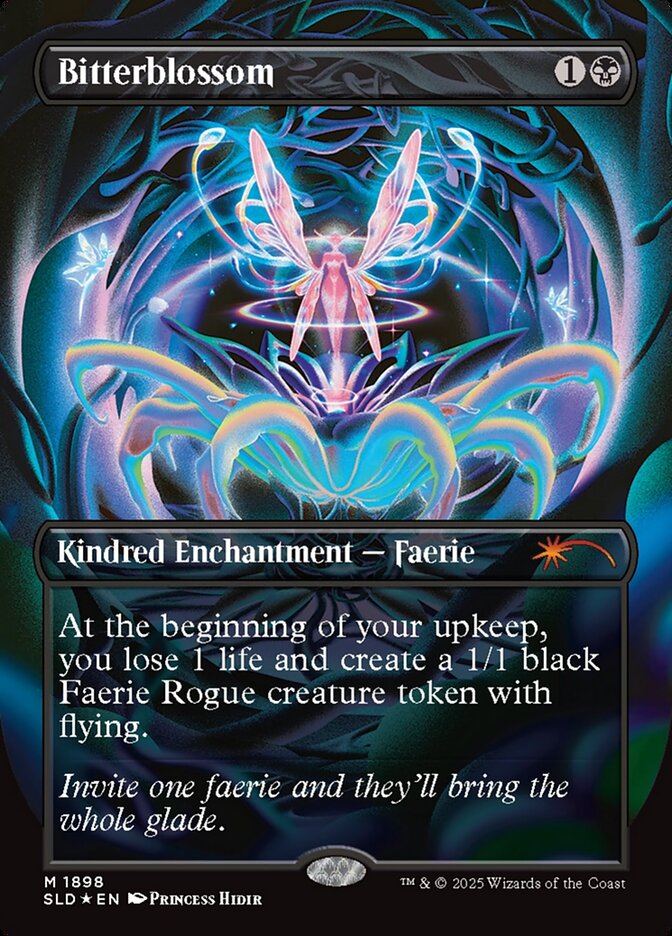 Bitterblossom 1
Kindred Enchantment — Faerie
At the beginning of your upkeep,
you lose 1 life and create a 1/1 black
Faerie Rogue creature token with
flying.
Invite one faerie and they'll bring the
whole glade.
M 1898
SLD ★ EN Princess Hidir
™ & © 2025 Wizards of the Coast